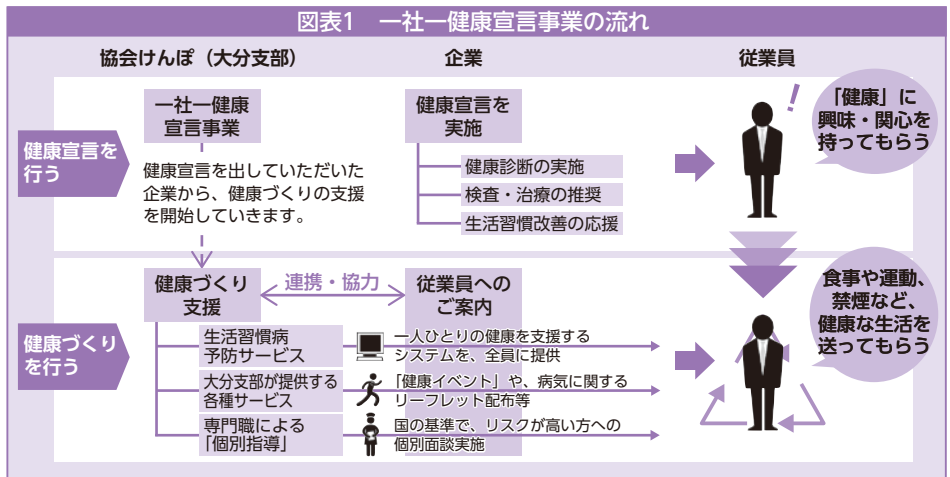 図表1 一社一健康宣言事業の流れ
協会けんぽ(大分支部)
企業
従業員
健康宣言を
行う
一社一健康
宣言事業
健康宣言を出していただいた
企業から、健康づくりの支援
を開始していきます。
健康宣言を
実施
健康診断の実施
検査・治療の推奨
生活習慣改善の応援
!
「健康」に
興味・関心を
持ってもらう
健康づくり
を行う
健康づくり
支援
連携・協力
従業員への
ご案内
生活習慣病
予防サービス
一人ひとりの健康を支援する
システムを、全員に提供
大分支部が提供する
各種サービス
「健康イベント」や、病気に関する
リーフレット配布等
専門職による
「個別指導」
国の基準で、リスクが高い方への
個別面談実施
食事や運動、
禁煙など、
健康な生活を
送ってもらう